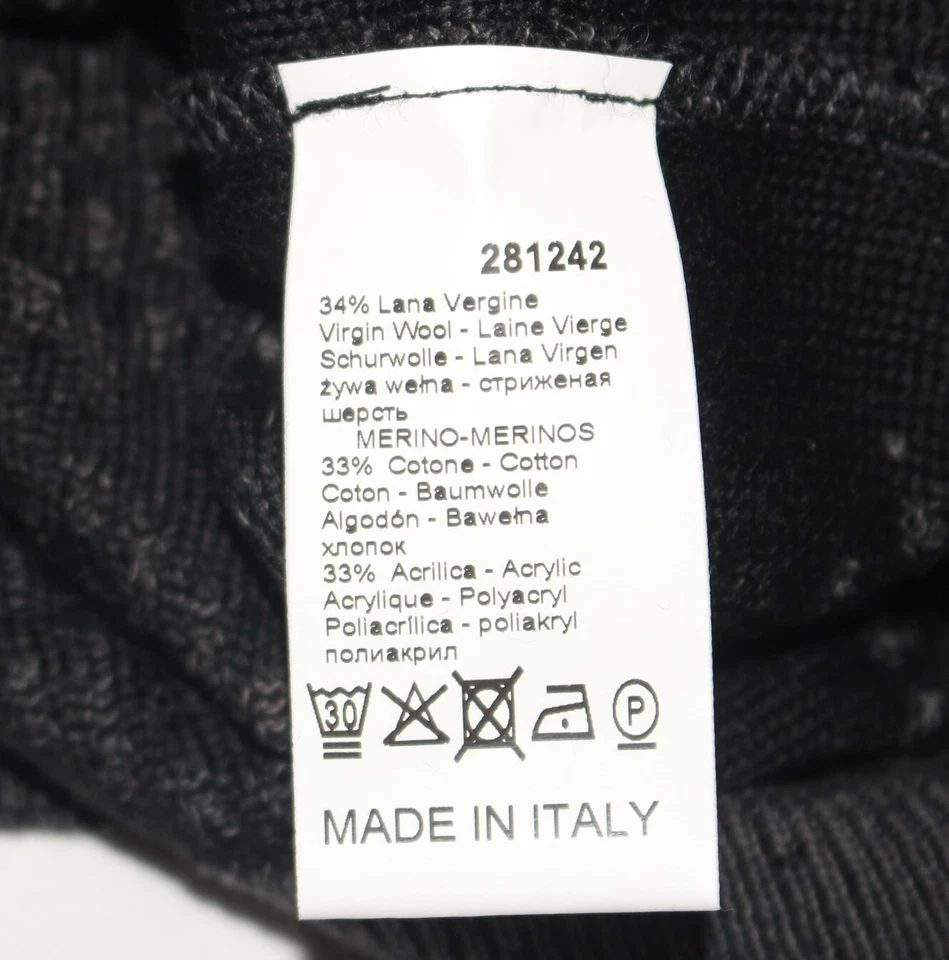 281242
34% Lana Vergine
Virgin Wool - Laine Vierge
Schurwolle - Lana Virgen
żywa wełna - стриженая
шерсть
MERINO-MERINOS
33% Cotone - Cotton
Coton - Baumwolle
Algodón - Bawełna
хлопок
33% Acrilica - Acrylic
Acrylique - Polyacryl
Poliacrílica - poliakryl
полиакрил
30 P
MADE IN ITALY